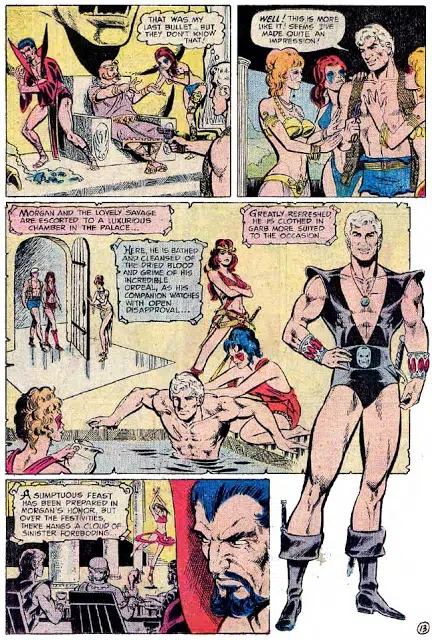 THAT WAS MY
LAST BULLET... BUT
THEY DON'T KNOW
THAT!
WELL! THIS IS MORE
LIKE IT! SEEMS I'VE
MADE QUITE AN
IMPRESSION!
MORGAN AND THE LOVELY SAVAGE
ARE ESCORTED TO A LUXURIOUS
CHAMBER IN THE PALACE...
HERE, HE IS BATHED
AND CLEANSED OF
THE DRIED BLOOD
AND GRIME OF HIS
INCREDIBLE
ORDEAL, AS HIS
COMPANION WATCHES
WITH OPEN
DISAPPROVAL...
GREATLY REFRESHED,
HE IS CLOTHED IN
GARB MORE SUITED
TO THE OCCASION...
A SUMPTUOUS FEAST
HAS BEEN PREPARED IN
MORGAN'S HONOR, BUT
OVER THE FESTIVITIES,
THERE HANGS A CLOUD OF
SINISTER FOREBODING...
13